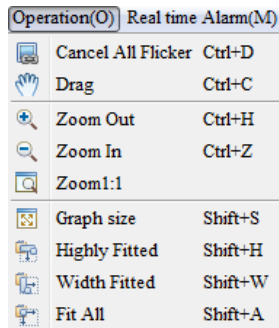 Operation(O) Real time Alarm(M)
Cancel All Flicker Ctrl+D
Drag Ctrl+C
Zoom Out Ctrl+H
Zoom In Ctrl+Z
Zoom1:1
Graph size Shift+S
Highly Fitted Shift+H
Width Fitted Shift+W
Fit All Shift+A